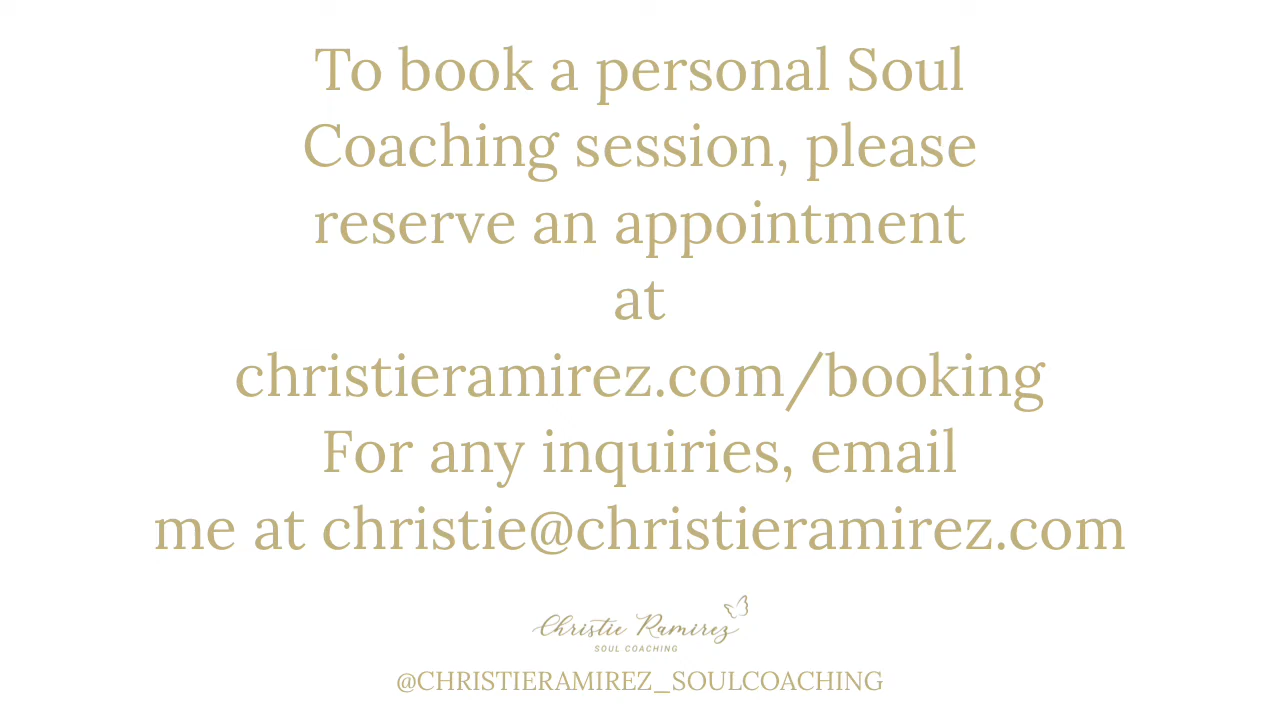 To book a personal Soul
Coaching session, please
reserve an appointment
at
christieramirez.com/booking
For any inquiries, email
me at christie@christieramirez.com
Christie Ramirez
SOUL COACHING
@CHRISTIERAMIREZ_SOULCOACHING